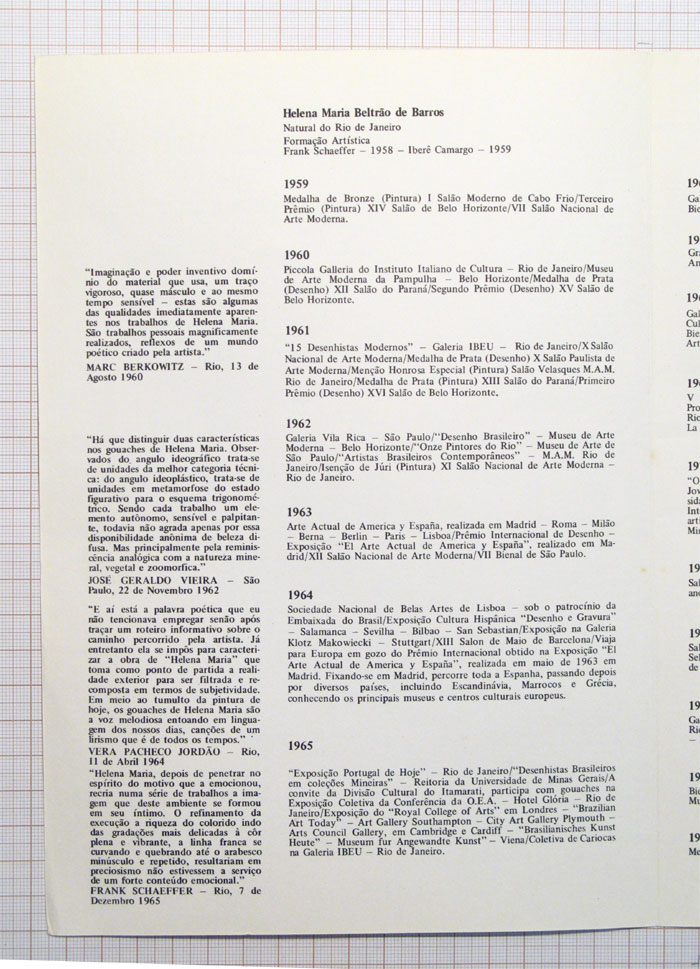 "Imaginação e poder inventivo domí-
nio do material que usa, um traço
vigoroso, quase másculo e ao mesmo
tempo sensível — estas são algumas
das qualidades imediatamente aparen-
tes nos trabalhos de Helena Maria.
São trabalhos pessoais magnificamente
realizados, reflexos de um mundo
poético criado pela artista."
MARC BERKOWITZ — Rio, 13 de
Agosto 1960
"Há que distinguir duas características
nos gouaches de Helena Maria. Obser-
vados do angulo ideográfico trata-se
de unidades da melhor categoria técni-
ca: do angulo ideoplástico, trata-se de
unidades em metamorfose do estado
figurativo para o esquema trigonomé-
trico. Sendo cada trabalho um ele-
mento autônomo, sensível e palpitan-
te, todavia não agrada apenas por essa
disponibilidade anônima de beleza di-
fusa. Mas principalmente pela reminis-
cência analógica com a natureza mine-
ral, vegetal e zoomorfica."
JOSÉ GERALDO VIEIRA — São
Paulo, 22 de Novembro 1962
"E aí está a palavra poética que eu
não tencionava empregar senão após
traçar um roteiro informativo sobre o
caminho percorrido pela artista. Já
entretanto ela se impôs para caracteri-
zar a obra de "Helena Maria" que
toma como ponto de partida a reali-
dade exterior para ser filtrada e re-
composta em termos de subjetividade.
Em meio ao tumulto da pintura de
hoje, os gouaches de Helena Maria são
a voz melodiosa entoando em lingua-
gem dos nossos dias, canções de um
lirismo que é de todos os tempos."
VERA PACHECO JORDÃO — Rio,
11 de Abril 1964
"Helena Maria, depois de penetrar no
espírito do motivo que a emocionou,
recria numa série de trabalhos a ima-
gem que deste ambiente se formou
em seu íntimo. O refinamento da
execução a riqueza do colorido indo
das gradações mais delicadas à côr
plena e vibrante, a linha franca se
curvando e quebrando até o arabesco
minúsculo e repetido, resultariam em
preciosismo não estivessem a serviço
de um forte conteúdo emocional."
FRANK SCHAEFFER — Rio, 7 de
Dezembro 1965
Helena Maria Beltrão de Barros
Natural do Rio de Janeiro
Formação Artística
Frank Schaeffer — 1958 — Iberê Camargo — 1959
1959
Medalha de Bronze (Pintura) I Salão Moderno de Cabo Frio/Terceiro
Prêmio (Pintura) XIV Salão de Belo Horizonte/VII Salão Nacional de
Arte Moderna.
1960
Piccola Galleria do Instituto Italiano de Cultura — Rio de Janeiro/Museu
de Arte Moderna da Pampulha — Belo Horizonte/Medalha de Prata
(Desenho) XII Salão do Paraná/Segundo Prêmio (Desenho) XV Salão de
Belo Horizonte.
1961
"15 Desenhistas Modernos" — Galeria IBEU — Rio de Janeiro/X Salão
Nacional de Arte Moderna/Medalha de Prata (Desenho) X Salão Paulista de
Arte Moderna/Menção Honrosa Especial (Pintura) Salão Velasques M.A.M.
Rio de Janeiro/Medalha de Prata (Pintura) XIII Salão do Paraná/Primeiro
Prêmio (Desenho) XVI Salão de Belo Horizonte.
1962
Galeria Vila Rica — São Paulo/"Desenho Brasileiro" — Museu de Arte
Moderna — Belo Horizonte/"Onze Pintores do Rio" — Museu de Arte de
São Paulo/"Artistas Brasileiros Contemporâneos" — M.A.M. Rio de
Janeiro/Isenção de Júri (Pintura) XI Salão Nacional de Arte Moderna —
Rio de Janeiro.
1963
Arte Actual de America y España, realizada em Madrid — Roma — Milão
— Berna — Berlin — Paris — Lisboa/Prêmio Internacional de Desenho —
Exposição "El Arte Actual de America y España", realizado em Ma-
drid/XII Salão Nacional de Arte Moderna/VII Bienal de São Paulo.
1964
Sociedade Nacional de Belas Artes de Lisboa — sob o patrocínio da
Embaixada do Brasil/Exposição Cultura Hispânica "Desenho e Gravura"
— Salamanca — Sevilha — Bilbao — San Sebastian/Exposição na Galeria
Klotz Makowiecki — Stuttgart/XIII Salon de Maio de Barcelona/Viaja
para Europa em gozo do Prêmio Internacional obtido na Exposição "El
Arte Actual de America y España", realizada em maio de 1963 em
Madrid. Fixando-se em Madrid, percorre toda a Espanha, passando depois
por diversos países, incluindo Escandinávia, Marrocos e Grécia,
conhecendo os principais museus e centros culturais europeus.
1965
"Exposição Portugal de Hoje" — Rio de Janeiro/"Desenhistas Brasileiros
em coleções Mineiras" — Reitoria da Universidade de Minas Gerais/A
convite da Divisão Cultural do Itamarati, participa com gouaches na
Exposição Coletiva da Conferência da O.E.A. — Hotel Glória — Rio de
Janeiro/Exposição do "Royal College of Arts" em Londres — "Brazilian
Art Today" — Art Gallery Southampton — City Art Gallery Plymouth —
Arts Council Gallery, em Cambridge e Cardiff — "Brasilianisches Kunst
Heute" — Museum fur Angewandte Kunst" — Viena/Coletiva de Cariocas
na Galeria IBEU — Rio de Janeiro.